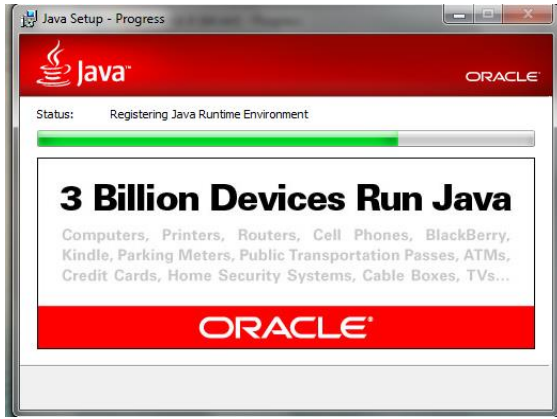 Java Setup - Progress
Java™
ORACLE
Status: Registering Java Runtime Environment
3 Billion Devices Run Java
Computers, Printers, Routers, Cell Phones, BlackBerry,
Kindle, Parking Meters, Public Transportation Passes, ATMs,
Credit Cards, Home Security Systems, Cable Boxes, TVs...
ORACLE®